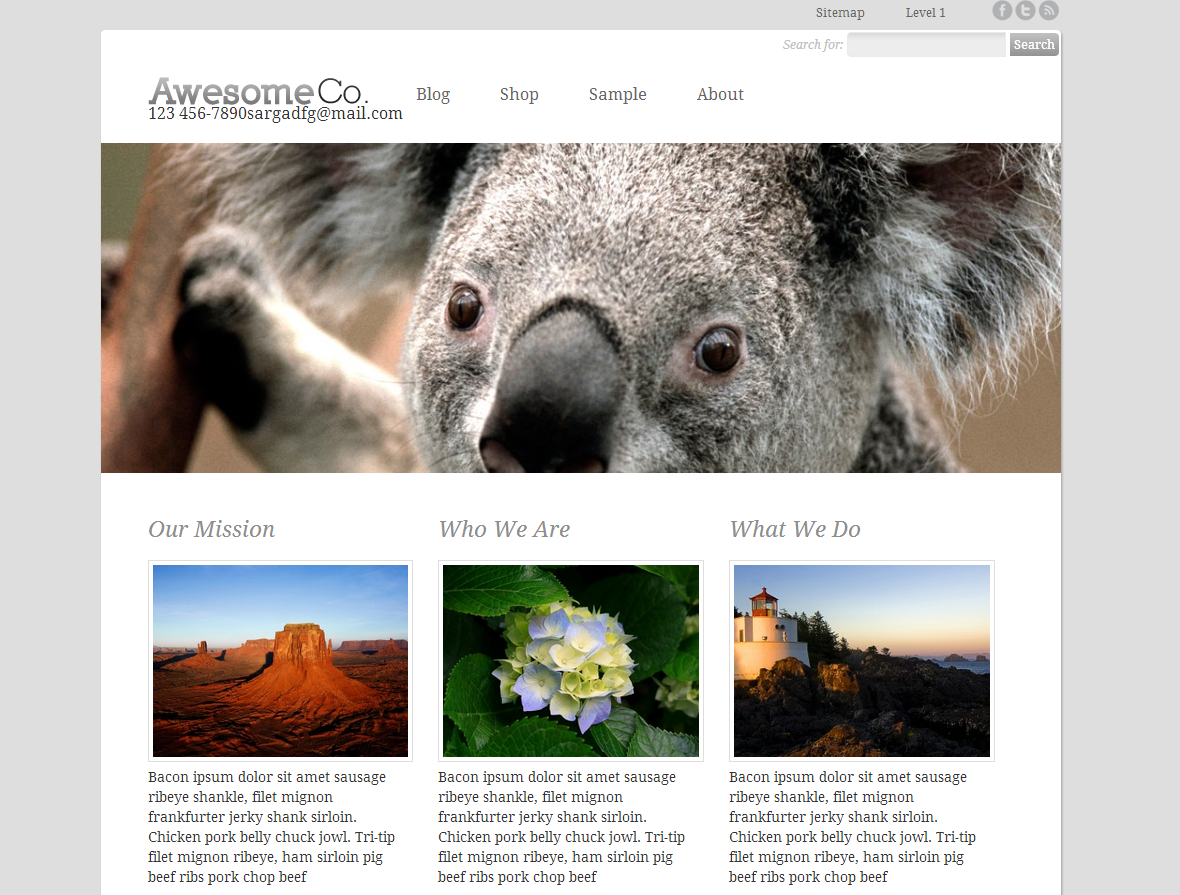 Sitemap Level 1
Search for: Search
AwesomeCo.
Blog Shop Sample About
123 456-7890sargadfg@mail.com
Our Mission
Who We Are
What We Do
Bacon ipsum dolor sit amet sausage
ribeye shankle, filet mignon
frankfurter jerky shank sirloin.
Chicken pork belly chuck jowl. Tri-tip
filet mignon ribeye, ham sirloin pig
beef ribs pork chop beef
Bacon ipsum dolor sit amet sausage
ribeye shankle, filet mignon
frankfurter jerky shank sirloin.
Chicken pork belly chuck jowl. Tri-tip
filet mignon ribeye, ham sirloin pig
beef ribs pork chop beef
Bacon ipsum dolor sit amet sausage
ribeye shankle, filet mignon
frankfurter jerky shank sirloin.
Chicken pork belly chuck jowl. Tri-tip
filet mignon ribeye, ham sirloin pig
beef ribs pork chop beef